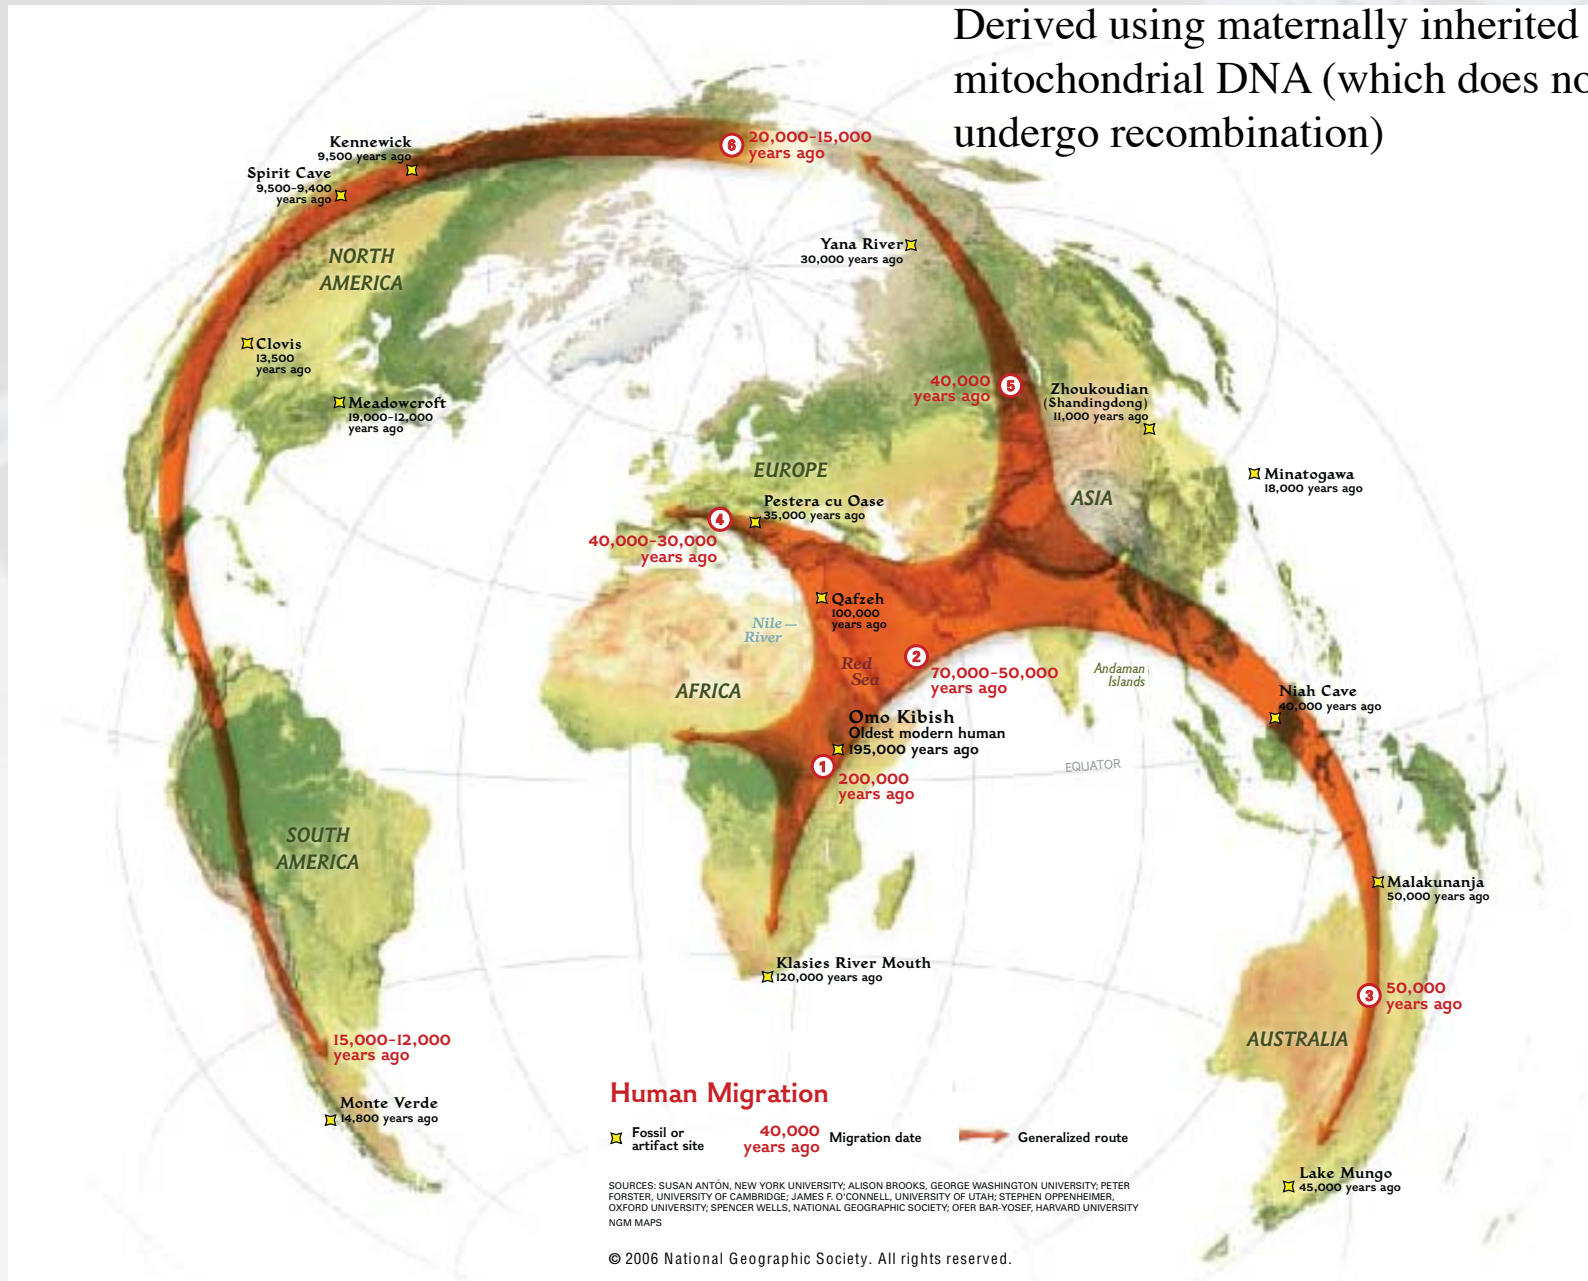 Derived using maternally inherited
mitochondrial DNA (which does no
undergo recombination)
6
20,000–15,000
years ago
Kennewick
9,500 years ago
Spirit Cave
9,500–9,400
years ago
NORTH
AMERICA
Yana River
30,000 years ago
Clovis
13,500
years ago
Meadowcroft
19,000–12,000
years ago
40,000
years ago
5
Zhoukoudian
(Shandingdong)
11,000 years ago
EUROPE
ASIA
Minatogawa
18,000 years ago
Pestera cu Oase
35,000 years ago
4
40,000–30,000
years ago
Qafzeh
100,000
years ago
Nile
River
Red
Sea
2
70,000–50,000
years ago
Andaman
Islands
AFRICA
Niah Cave
40,000 years ago
Omo Kibish
Oldest modern human
195,000 years ago
1
200,000
years ago
EQUATOR
SOUTH
AMERICA
Malakunanja
50,000 years ago
Klasies River Mouth
120,000 years ago
3
50,000
years ago
AUSTRALIA
15,000–12,000
years ago
Monte Verde
14,800 years ago
Lake Mungo
45,000 years ago
Human Migration
Fossil or
artifact site
40,000
years ago
Migration date
Generalized route
SOURCES: SUSAN ANTÓN, NEW YORK UNIVERSITY; ALISON BROOKS, GEORGE WASHINGTON UNIVERSITY; PETER
FORSTER, UNIVERSITY OF CAMBRIDGE; JAMES F. O'CONNELL, UNIVERSITY OF UTAH; STEPHEN OPPENHEIMER,
OXFORD UNIVERSITY; SPENCER WELLS, NATIONAL GEOGRAPHIC SOCIETY; OFER BAR-YOSEF, HARVARD UNIVERSITY
NGM MAPS
© 2006 National Geographic Society. All rights reserved.